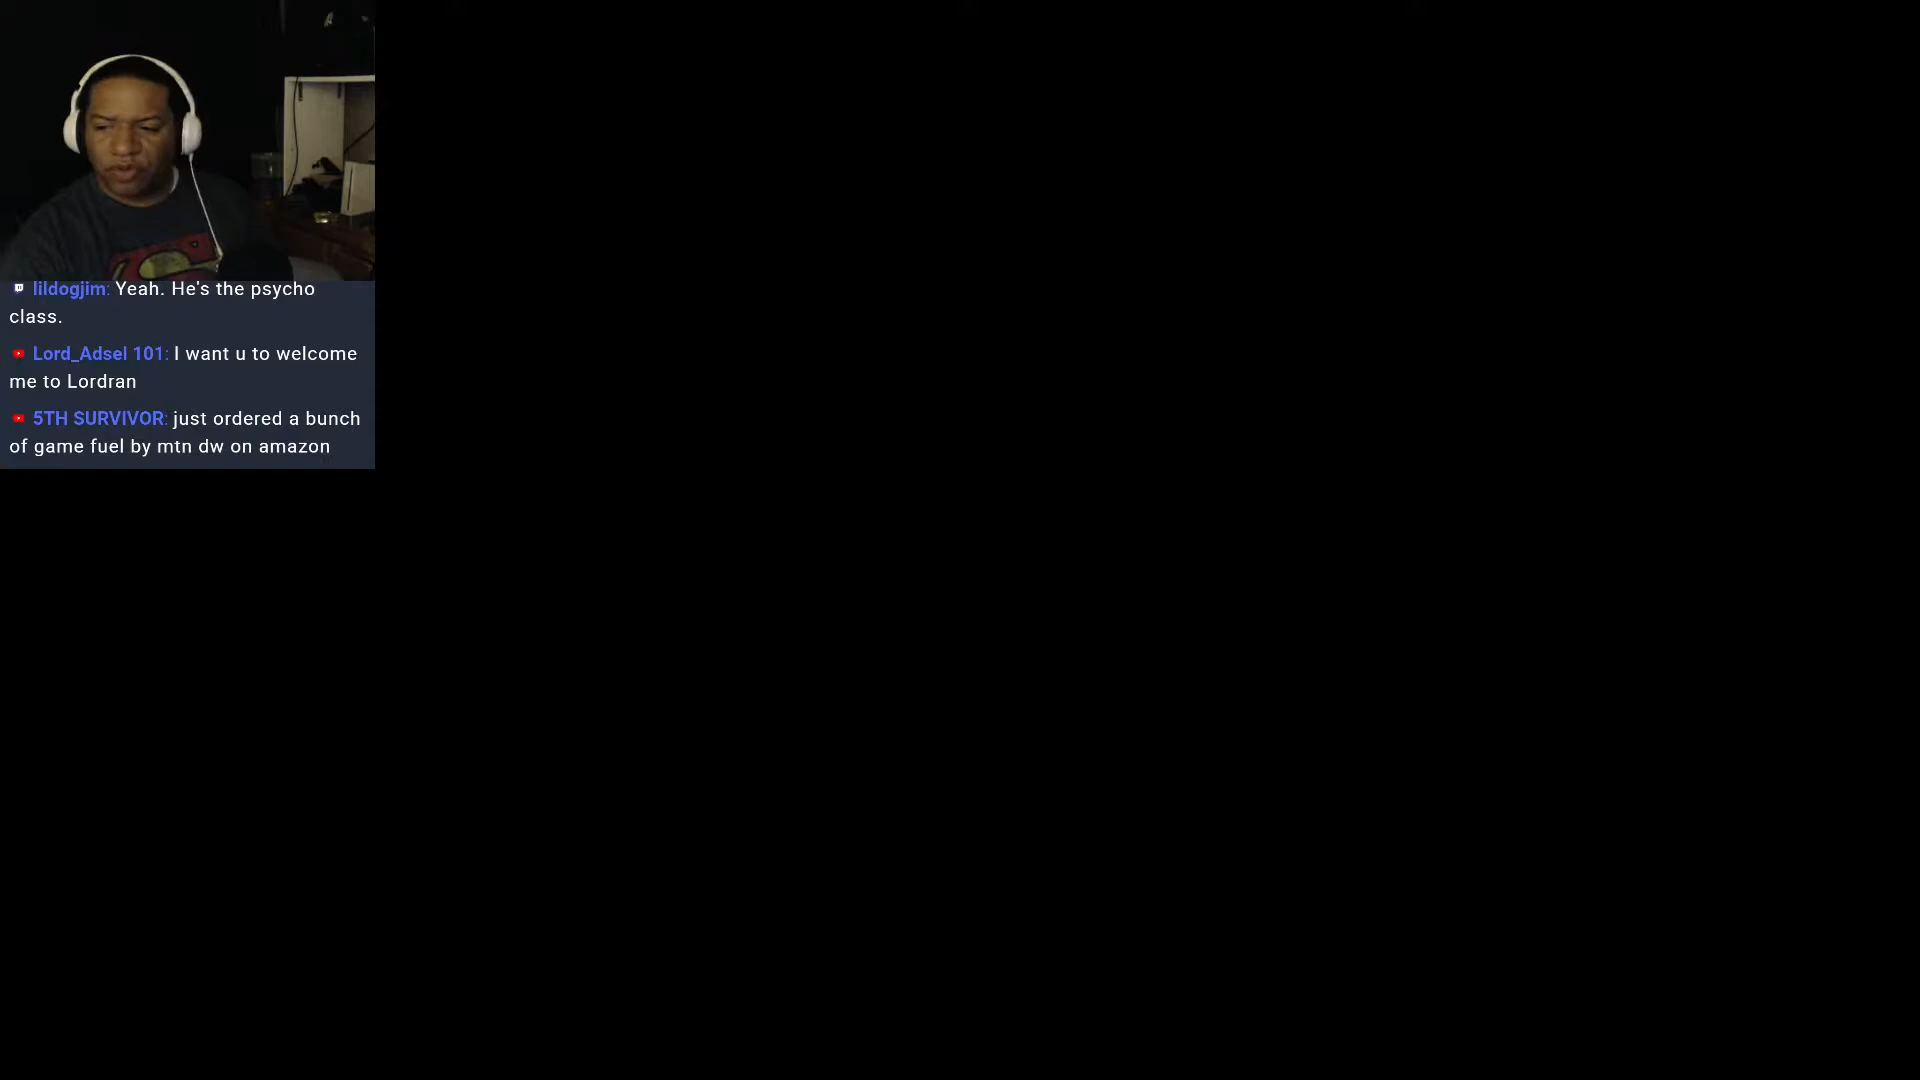 lildogjim: Yeah. He's the psycho
class.
Lord_Adsel 101: I want u to welcome
me to Lordran
5TH SURVIVOR: just ordered a bunch
of game fuel by mtn dw on amazon